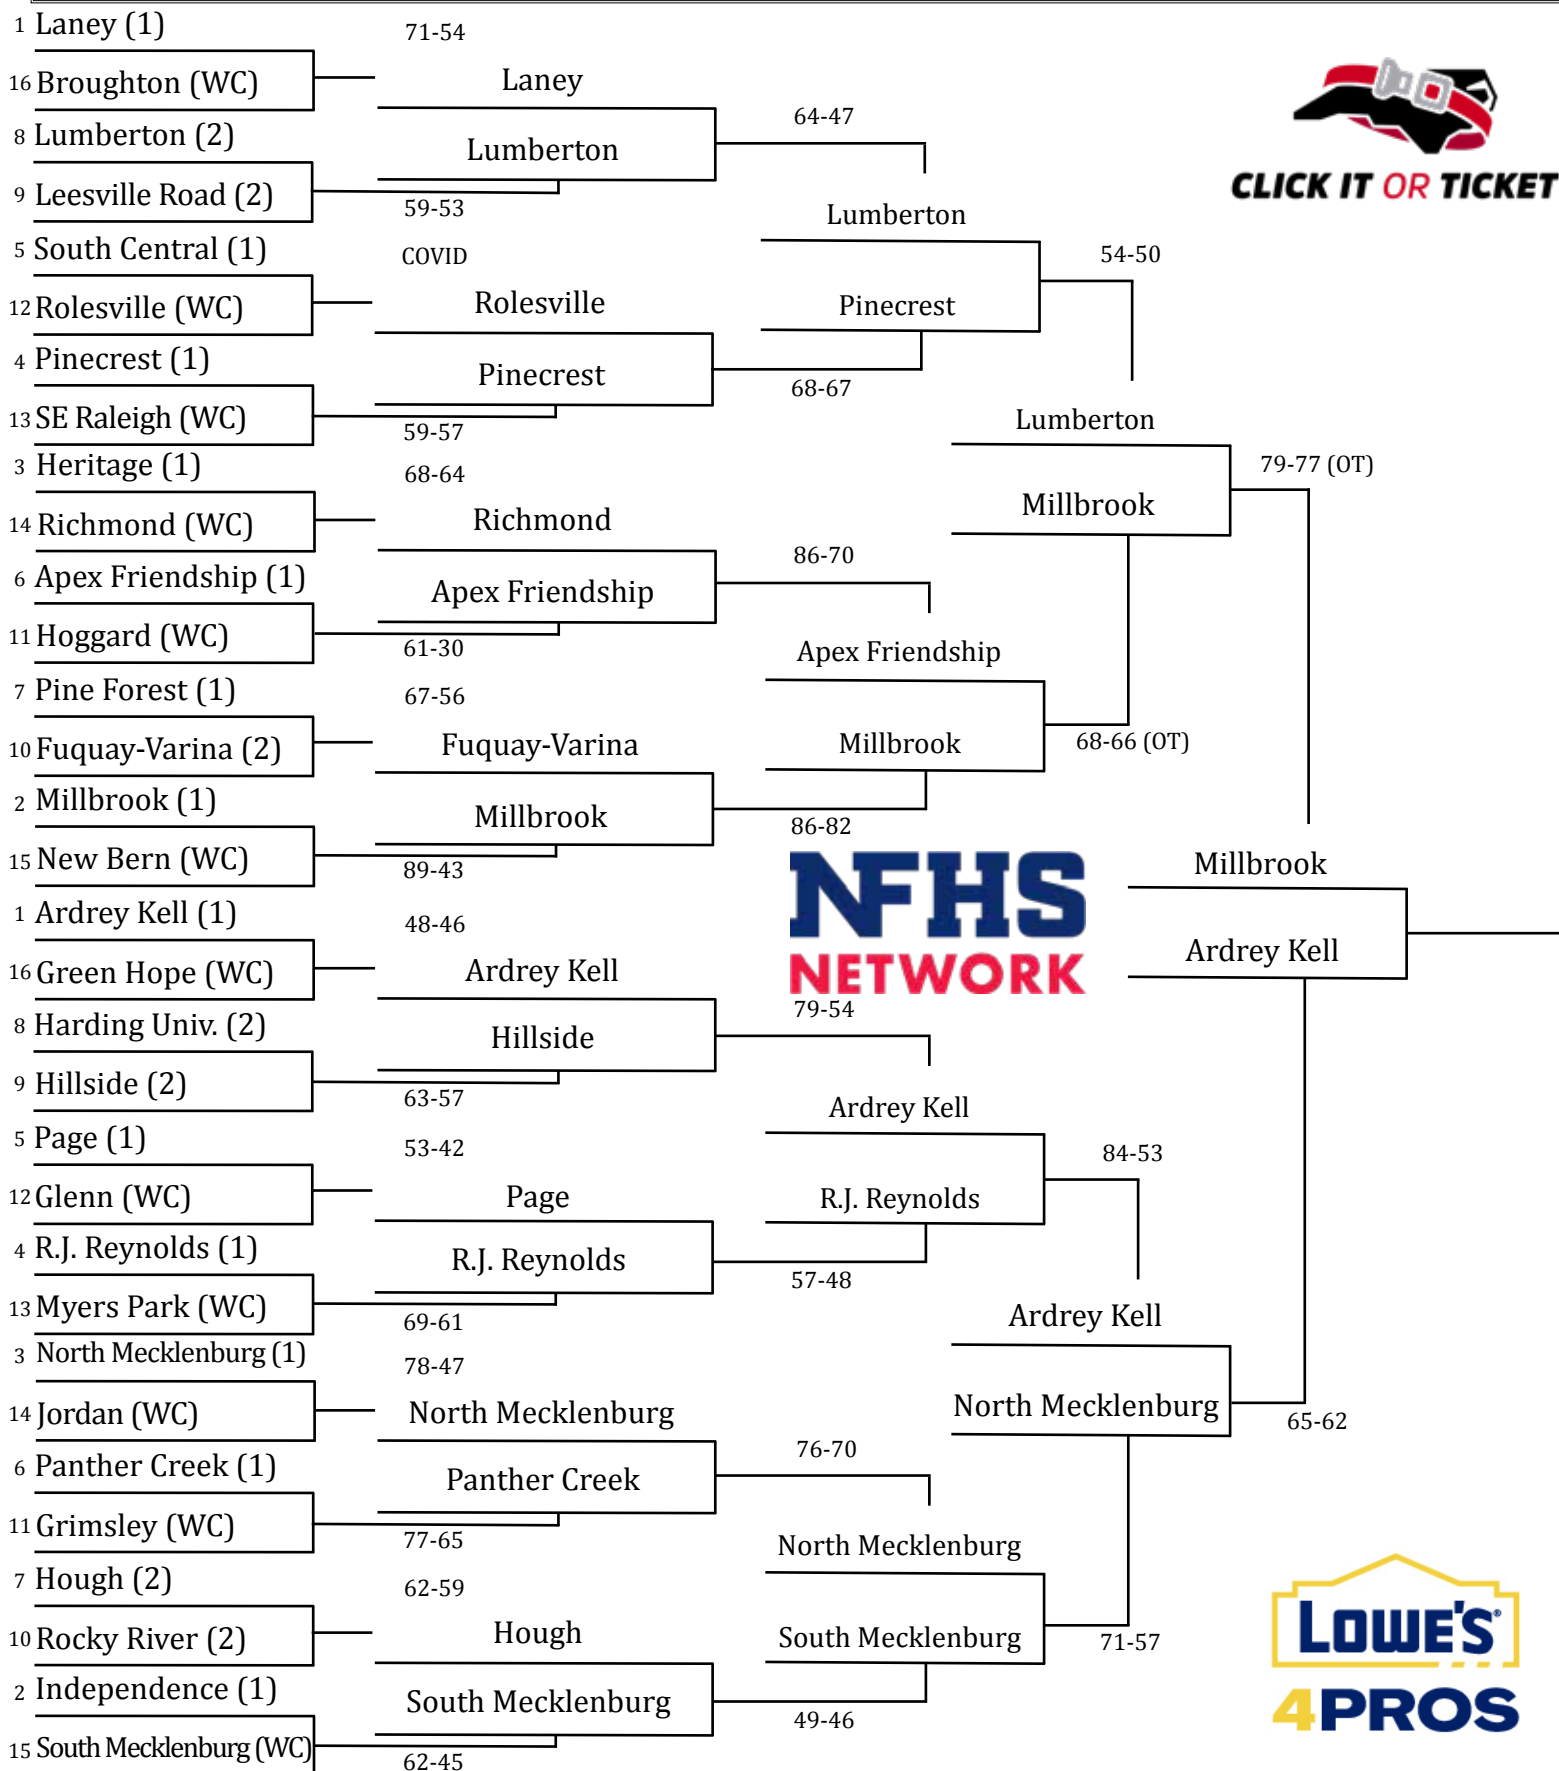 1 Laney (1)
71-54
16 Broughton (WC)
Laney
8 Lumberton (2)
64-47
Lumberton
9 Leesville Road (2)
59-53
CLICK IT OR TICKET
Lumberton
5 South Central (1)
COVID
54-50
12 Rolesville (WC)
Rolesville
Pinecrest
4 Pinecrest (1)
Pinecrest
68-67
13 SE Raleigh (WC)
59-57
Lumberton
3 Heritage (1)
68-64
79-77 (OT)
14 Richmond (WC)
Richmond
Millbrook
86-70
6 Apex Friendship (1)
Apex Friendship
11 Hoggard (WC)
61-30
Apex Friendship
7 Pine Forest (1)
67-56
10 Fuquay-Varina (2)
Fuquay-Varina
Millbrook
68-66 (OT)
2 Millbrook (1)
Millbrook
86-82
15 New Bern (WC)
89-43
Millbrook
NFHS
NETWORK
1 Ardrey Kell (1)
48-46
Ardrey Kell
16 Green Hope (WC)
Ardrey Kell
79-54
8 Harding Univ. (2)
Hillside
9 Hillside (2)
63-57
Ardrey Kell
5 Page (1)
53-42
84-53
12 Glenn (WC)
Page
R.J. Reynolds
4 R.J. Reynolds (1)
R.J. Reynolds
57-48
13 Myers Park (WC)
69-61
Ardrey Kell
3 North Mecklenburg (1)
78-47
14 Jordan (WC)
North Mecklenburg
North Mecklenburg
65-62
76-70
6 Panther Creek (1)
Panther Creek
11 Grimsley (WC)
77-65
North Mecklenburg
7 Hough (2)
62-59
10 Rocky River (2)
Hough
South Mecklenburg
71-57
LOWE'S®
2 Independence (1)
South Mecklenburg
49-46
4PROS
15 South Mecklenburg (WC)
62-45